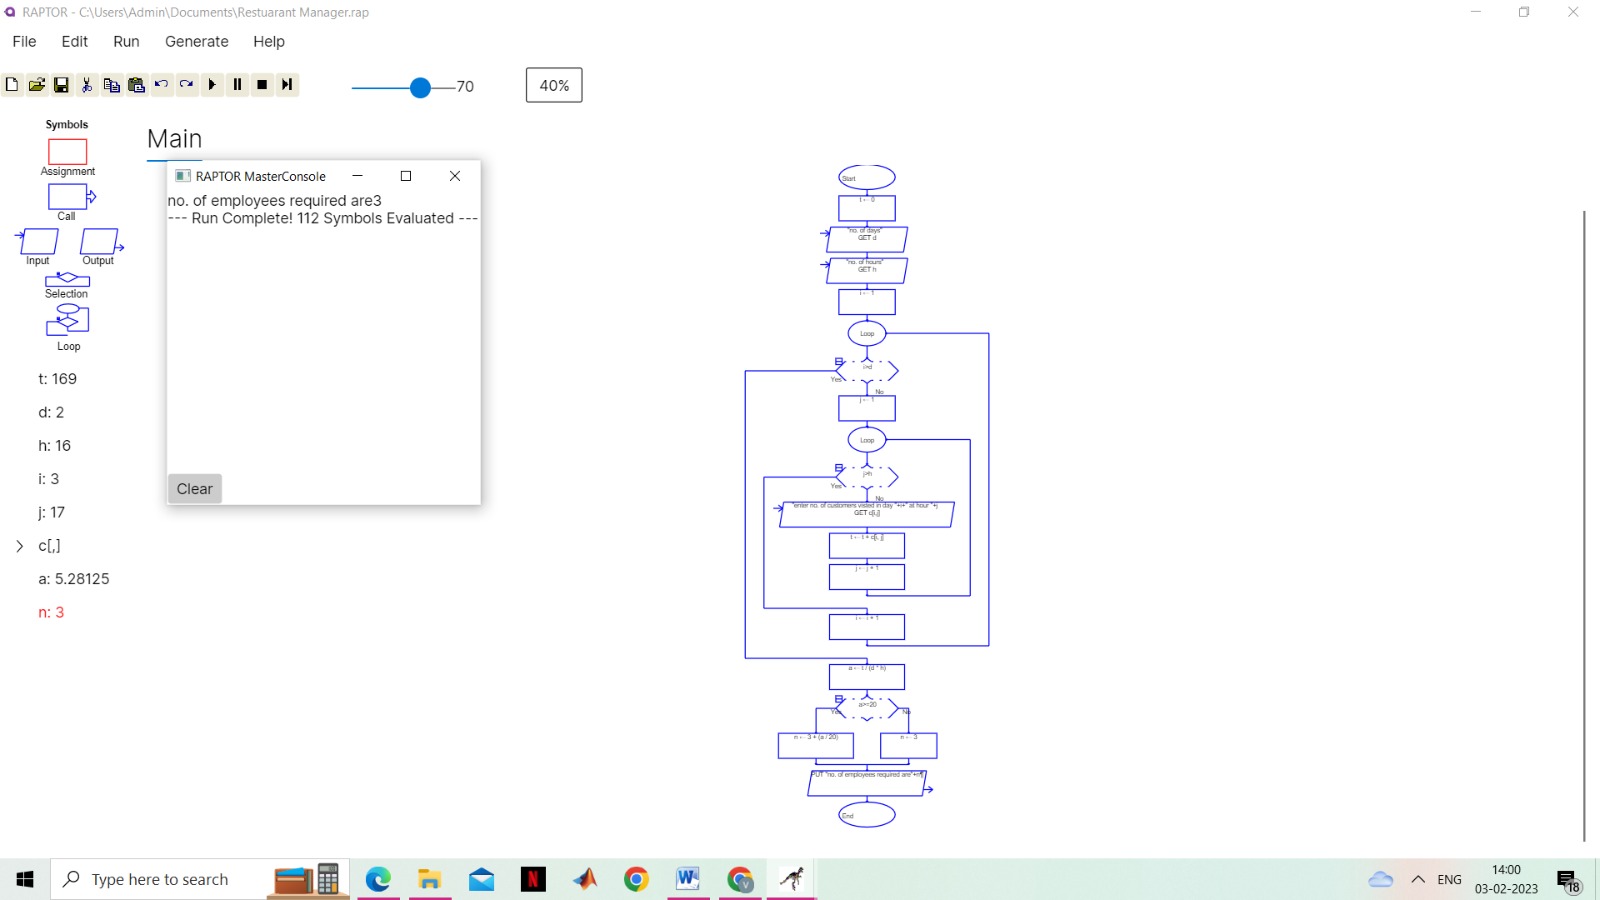 RAPTOR - C:\Users\Admin\Documents\Restuarant Manager.rap
File Edit Run Generate Help
70
40%
Symbols
Assignment
Call
Input Output
Selection
Loop
t: 169
d: 2
h: 16
i: 3
j: 17
c[,]
a: 5.28125
n: 3
Main
RAPTOR MasterConsole
no. of employees required are3
--- Run Complete! 112 Symbols Evaluated ---
Clear
Start
t ← 0
"no. of days"
GET d
"no. of hours"
GET h
i ← 1
Loop
i>d
Yes
No
j ← 1
Loop
j>h
Yes
No
"enter no. of customers visted in day "+i+" at hour "+j
GET c[i,j]
t ← t + c[i, j]
j ← j + 1
i ← i + 1
a ← t / (d * h)
a>=20
Yes No
n ← 3 + (a / 20)
n ← 3
PUT "no. of employees required are"+n¶
End
Type here to search
N
W
V
ENG
14:00
03-02-2023
18